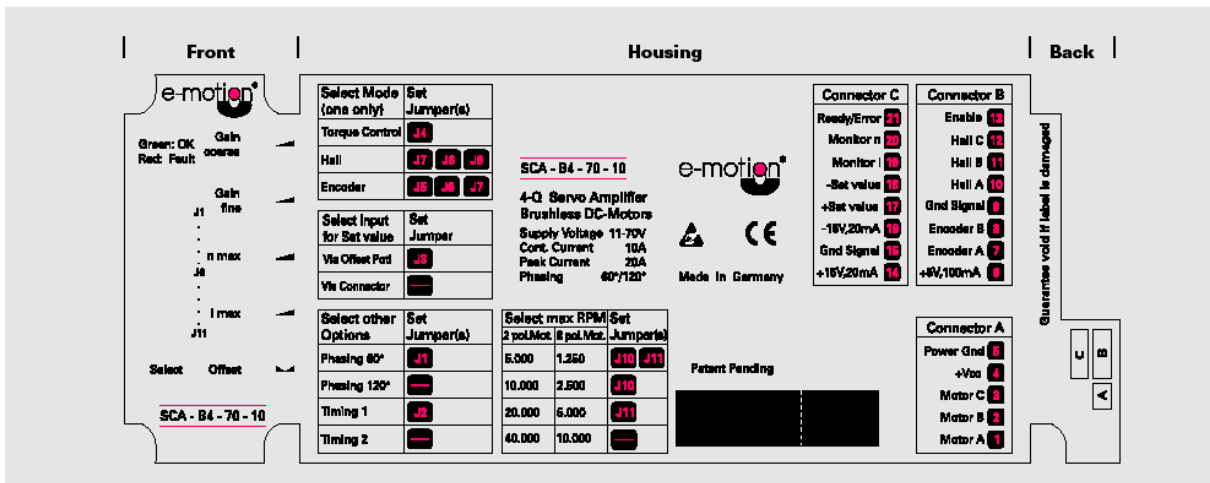 Front
Housing
Back
e-motion®
Green: OK
Red: Fault
Gain
coarse
Gain
fine
J1
n max
J8
I max
J11
Select Offset
SCA - B4 - 70 - 10
Select Mode Set
(one only) Jumper(s)
Torque Control J4
Hall J7 J8 J9
Encoder J5 J6 J7
Select Input Set
for Set value Jumper
Via Offset Poti J3
Via Connector —
Select other Set
Options Jumper(s)
Phasing 60° J1
Phasing 120° —
Timing 1 J2
Timing 2 —
Select max RPM Set
2 pol.Mot. 8 pol.Mot. Jumper(s)
5.000 1.250 J10 J11
10.000 2.500 J10
20.000 5.000 J11
40.000 10.000 —
SCA - B4 - 70 - 10
4-Q Servo Amplifier
Brushless DC-Motors
Supply Voltage 11-70V
Cont. Current 10A
Peak Current 20A
Phasing 60°/120°
e-motion®
CE
Made in Germany
Patent Pending
Connector C
Ready/Error 21
Monitor n 20
Monitor I 19
-Set value 18
+Set value 17
-15V,20mA 16
Gnd Signal 15
+15V,20mA 14
Connector B
Enable 13
Hall C 12
Hall B 11
Hall A 10
Gnd Signal 9
Encoder B 8
Encoder A 7
+5V,100mA 6
Connector A
Power Gnd 5
+Vcc 4
Motor C 3
Motor B 2
Motor A 1
Guarantee void if label is damaged
C
B
A